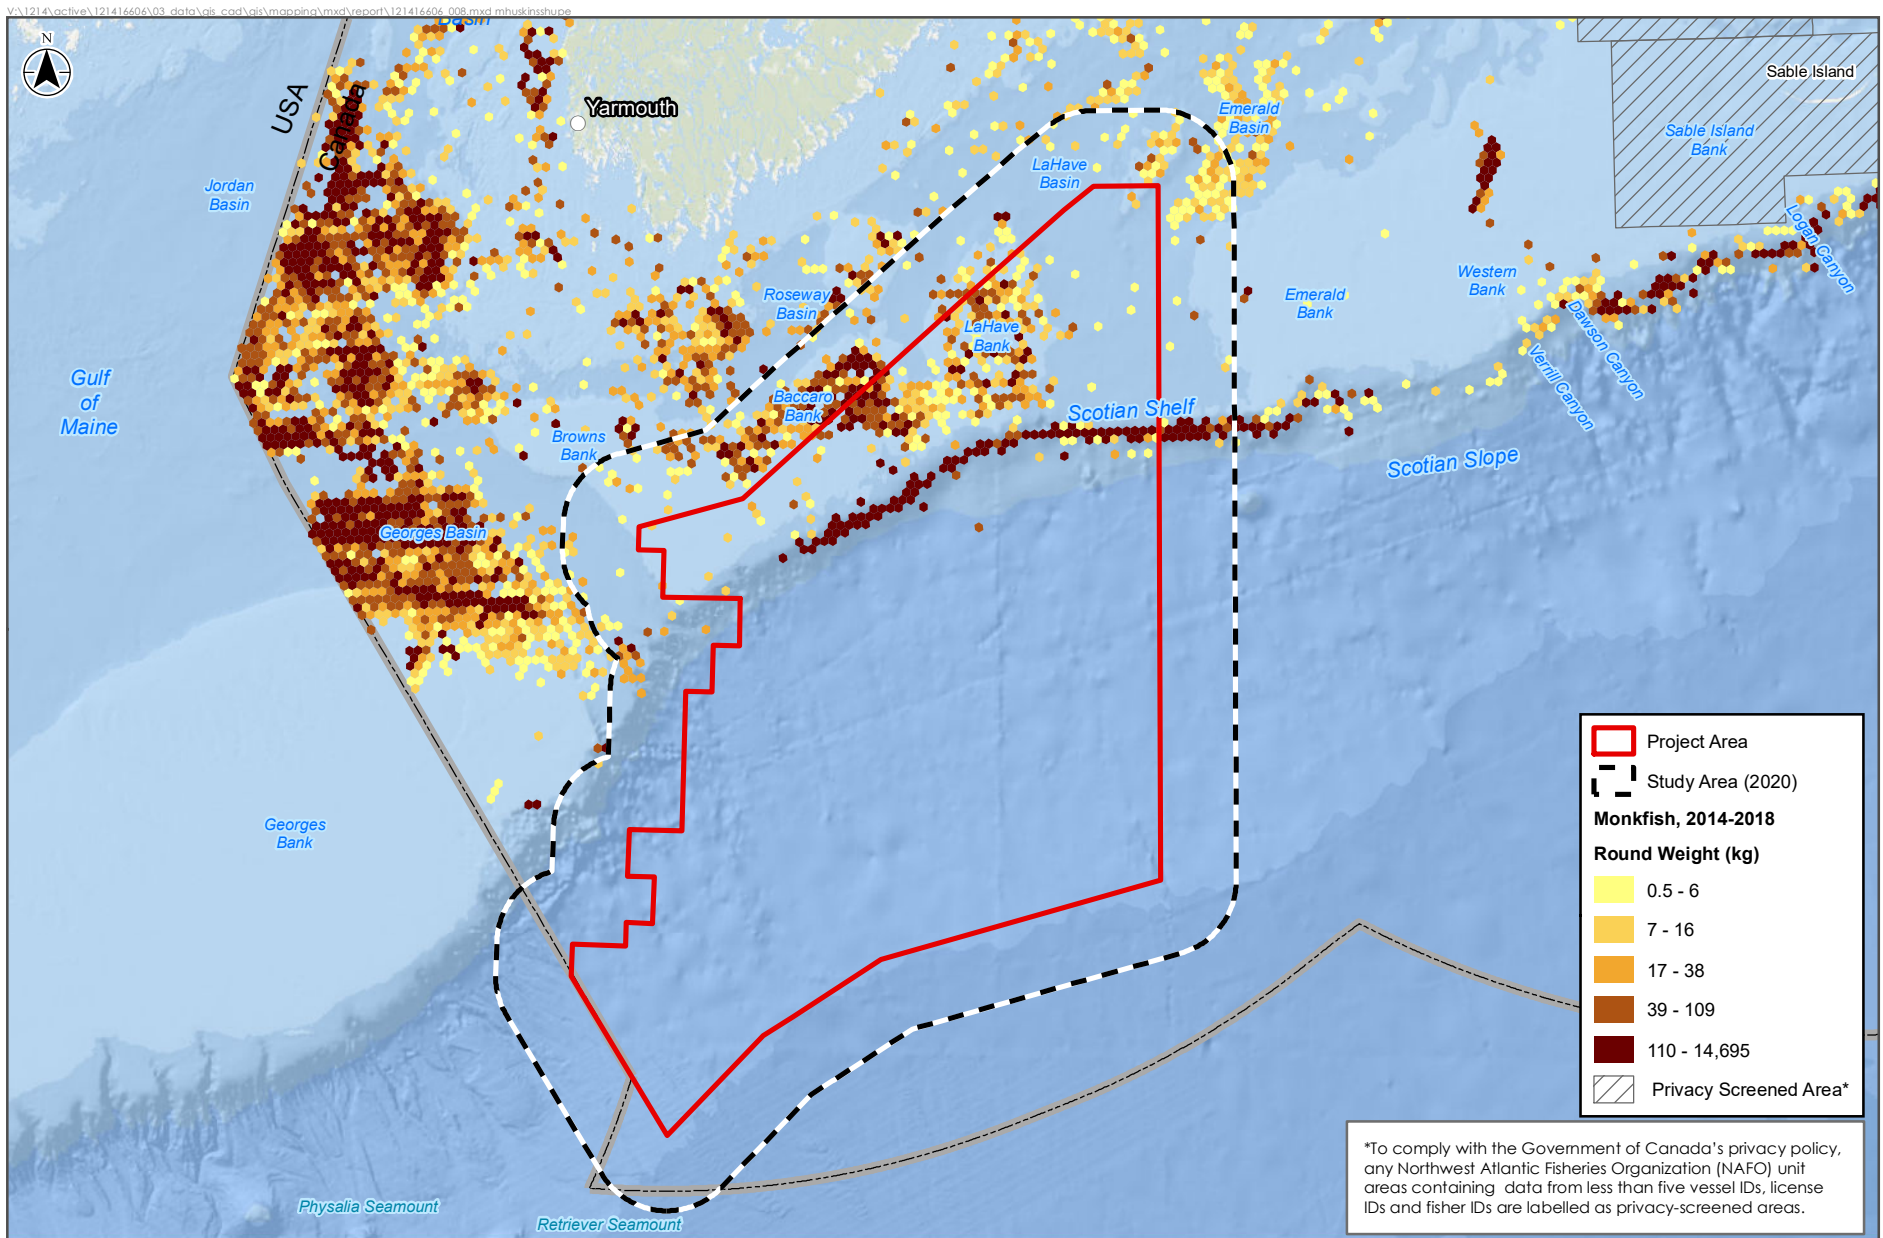 V:\1214\active\121416606\03_data\gis_cad\gis\mapping\mxd\report\121416606_008.mxd mhuskinsshupe
Basin
N
USA
Canada
Yarmouth
Sable Island
Emerald
Basin
Sable Island
Bank
LaHave
Basin
Jordan
Basin
Logan Canyon
Roseway
Basin
Western
Bank
Emerald
Bank
LaHave
Bank
Dawson Canyon
Verrill Canyon
Gulf
of
Maine
Baccaro
Bank
Scotian Shelf
Browns
Bank
Scotian Slope
Georges Basin
Georges
Bank
Physalia Seamount
Retriever Seamount
Project Area
Study Area (2020)
Monkfish, 2014-2018
Round Weight (kg)
0.5 - 6
7 - 16
17 - 38
39 - 109
110 - 14,695
Privacy Screened Area*
*To comply with the Government of Canada's privacy policy,
any Northwest Atlantic Fisheries Organization (NAFO) unit
areas containing  data from less than five vessel IDs, license
IDs and fisher IDs are labelled as privacy-screened areas.